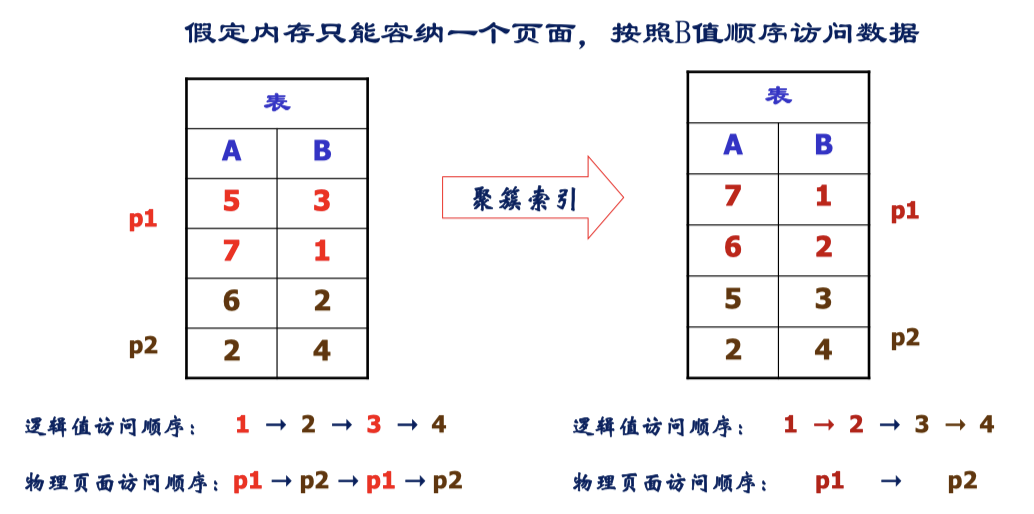 假定内存只能容纳一个页面，按照B值顺序访问数据
表
A B
5 3
p1
7 1
6 2
p2
2 4
逻辑值访问顺序： 1 → 2 → 3 → 4
物理页面访问顺序：p1 → p2 → p1 → p2
聚簇索引
表
A B
7 1
p1
6 2
5 3
p2
2 4
逻辑值访问顺序： 1 → 2 → 3 → 4
物理页面访问顺序： p1 → p2